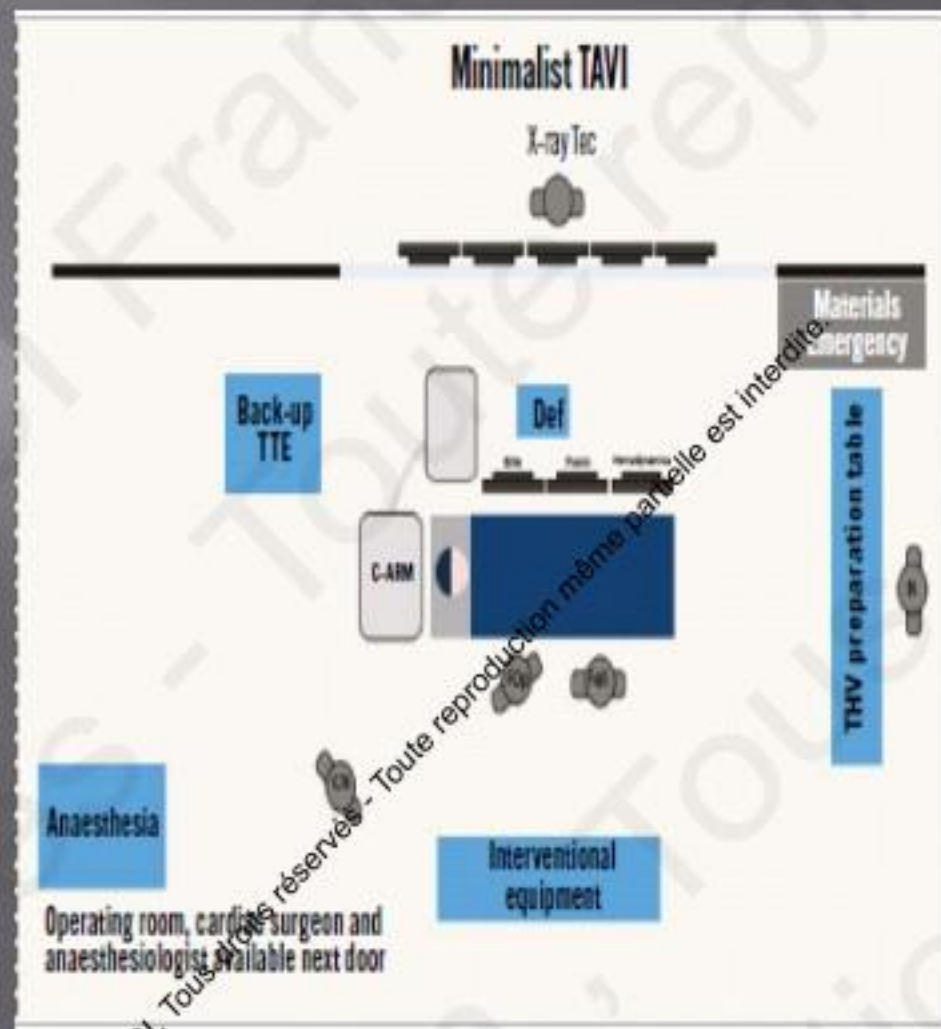 Minimalist TAVI
X-ray Tec
Materials
Emergency
Back-up
TTE
Def
C-ARM
THV preparation table
N
Anaesthesia
Interventional
equipment
Operating room, cardiac surgeon and
anaesthesiologist available next door
Tous droits réservés - Toute reproduction même partielle est interdite.